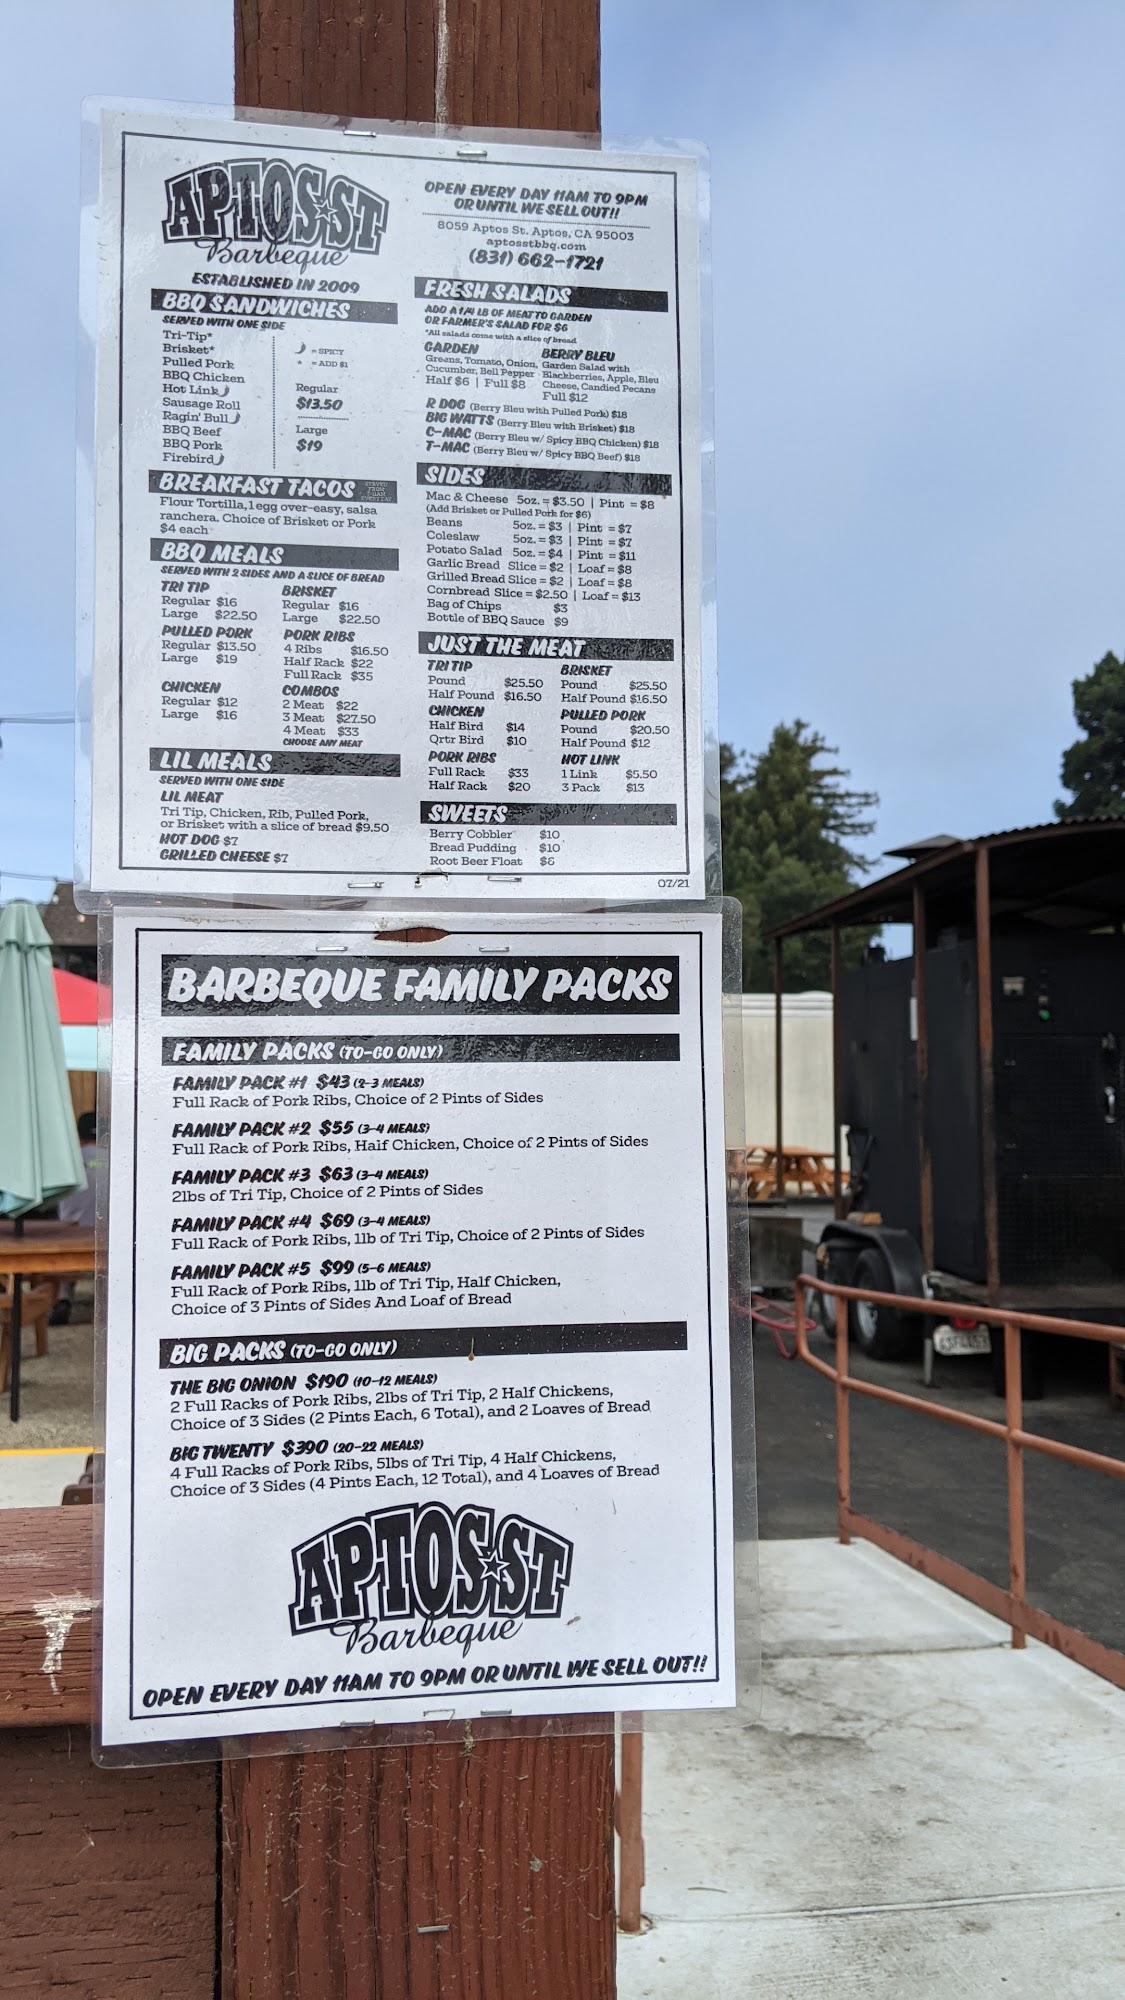 APTOS ST
Barbeque
ESTABLISHED IN 2009
OPEN EVERY DAY 11AM TO 9PM
OR UNTIL WE SELL OUT!!
8059 Aptos St. Aptos, CA 95003
aptosstbbq.com
(831) 662-1721
BBQ SANDWICHES
SERVED WITH ONE SIDE
Tri-Tip*
Brisket*
Pulled Pork
BBQ Chicken
Hot Link
Sausage Roll
Ragin' Bull
BBQ Beef
BBQ Pork
Firebird
= SPICY
* = ADD $1
Regular
$13.50
Large
$19
BREAKFAST TACOS
Flour Tortilla, 1 egg over-easy, salsa
ranchera. Choice of Brisket or Pork
$4 each
BBQ MEALS
SERVED WITH 2 SIDES AND A SLICE OF BREAD
TRI TIP
Regular $16
Large $22.50
BRISKET
Regular $16
Large $22.50
PULLED PORK
Regular $13.50
Large $19
PORK RIBS
4 Ribs $16.50
Half Rack $22
Full Rack $35
CHICKEN
Regular $12
Large $16
COMBOS
2 Meat $22
3 Meat $27.50
4 Meat $33
CHOOSE ANY MEAT
LIL MEALS
SERVED WITH ONE SIDE
LIL MEAT
Tri Tip, Chicken, Rib, Pulled Pork,
or Brisket with a slice of bread $9.50
HOT DOG $7
GRILLED CHEESE $7
FRESH SALADS
ADD A 1/4 LB OF MEAT TO GARDEN
OR FARMER'S SALAD FOR $6
*All salads come with a slice of bread
GARDEN
Greens, Tomato, Onion,
Cucumber, Bell Pepper
Half $6 | Full $8
BERRY BLEU
Garden Salad with
Blackberries, Apple, Bleu
Cheese, Candied Pecans
Full $12
R DOG (Berry Bleu with Pulled Pork) $18
BIG WATTS (Berry Bleu with Brisket) $18
C-MAC (Berry Bleu w/ Spicy BBQ Chicken) $18
T-MAC (Berry Bleu w/ Spicy BBQ Beef) $18
SIDES
Mac & Cheese 5oz. = $3.50 | Pint = $8
(Add Brisket or Pulled Pork for $6)
Beans 5oz. = $3 | Pint = $7
Coleslaw 5oz. = $3 | Pint = $7
Potato Salad 5oz. = $4 | Pint = $11
Garlic Bread Slice = $2 | Loaf = $8
Grilled Bread Slice = $2 | Loaf = $8
Cornbread Slice = $2.50 | Loaf = $13
Bag of Chips $3
Bottle of BBQ Sauce $9
JUST THE MEAT
TRI TIP
Pound $25.50
Half Pound $16.50
BRISKET
Pound $25.50
Half Pound $16.50
CHICKEN
Half Bird $14
Qrtr Bird $10
PULLED PORK
Pound $20.50
Half Pound $12
PORK RIBS
Full Rack $33
Half Rack $20
HOT LINK
1 Link $5.50
3 Pack $13
SWEETS
Berry Cobbler $10
Bread Pudding $10
Root Beer Float $6
07/21
BARBEQUE FAMILY PACKS
FAMILY PACKS (TO-GO ONLY)
FAMILY PACK #1 $43 (2-3 MEALS)
Full Rack of Pork Ribs, Choice of 2 Pints of Sides
FAMILY PACK #2 $55 (3-4 MEALS)
Full Rack of Pork Ribs, Half Chicken, Choice of 2 Pints of Sides
FAMILY PACK #3 $63 (3-4 MEALS)
2lbs of Tri Tip, Choice of 2 Pints of Sides
FAMILY PACK #4 $69 (3-4 MEALS)
Full Rack of Pork Ribs, 1lb of Tri Tip, Choice of 2 Pints of Sides
FAMILY PACK #5 $99 (5-6 MEALS)
Full Rack of Pork Ribs, 1lb of Tri Tip, Half Chicken,
Choice of 3 Pints of Sides And Loaf of Bread
BIG PACKS (TO-GO ONLY)
THE BIG ONION $190 (10-12 MEALS)
2 Full Racks of Pork Ribs, 2lbs of Tri Tip, 2 Half Chickens,
Choice of 3 Sides (2 Pints Each, 6 Total), and 2 Loaves of Bread
BIG TWENTY $390 (20-22 MEALS)
4 Full Racks of Pork Ribs, 5lbs of Tri Tip, 4 Half Chickens,
Choice of 3 Sides (4 Pints Each, 12 Total), and 4 Loaves of Bread
APTOS ST
Barbeque
OPEN EVERY DAY 11AM TO 9PM OR UNTIL WE SELL OUT!!